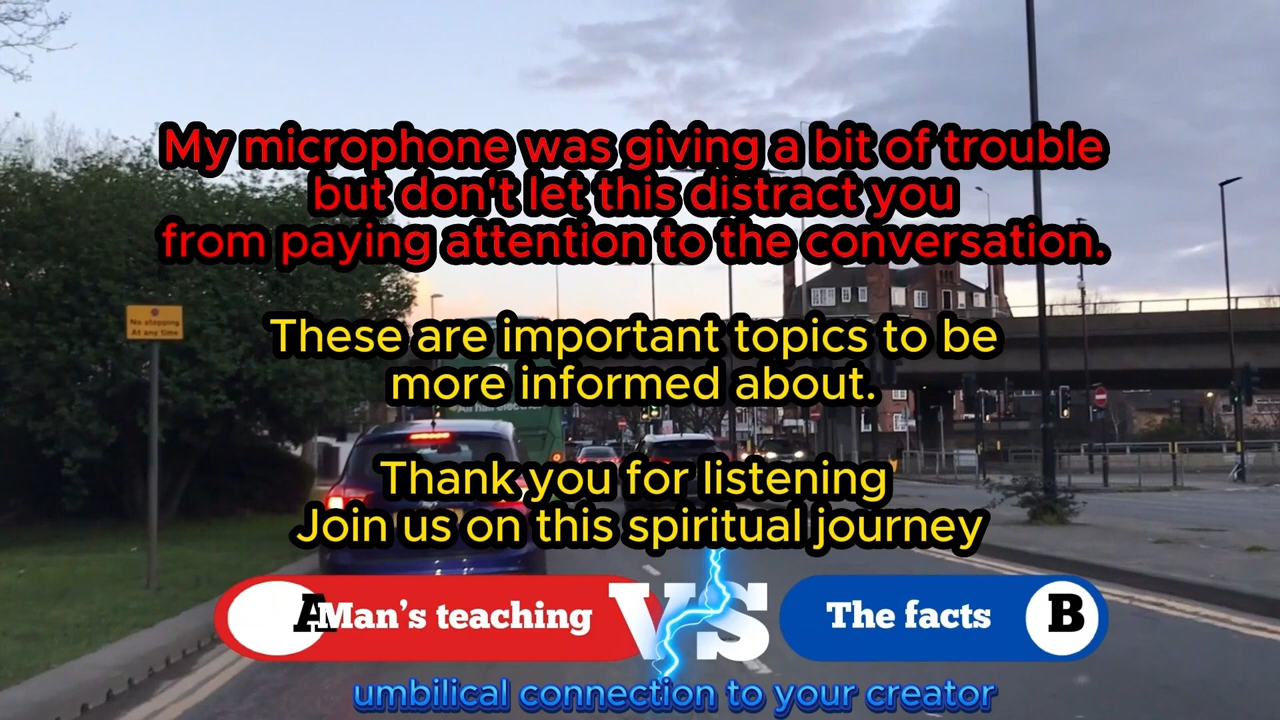 My microphone was giving a bit of trouble
but don't let this distract you
from paying attention to the conversation.
These are important topics to be
more informed about.
Thank you for listening
Join us on this spiritual journey
A Man's teaching VS The facts B
umbilical connection to your creator
No stopping
At any time